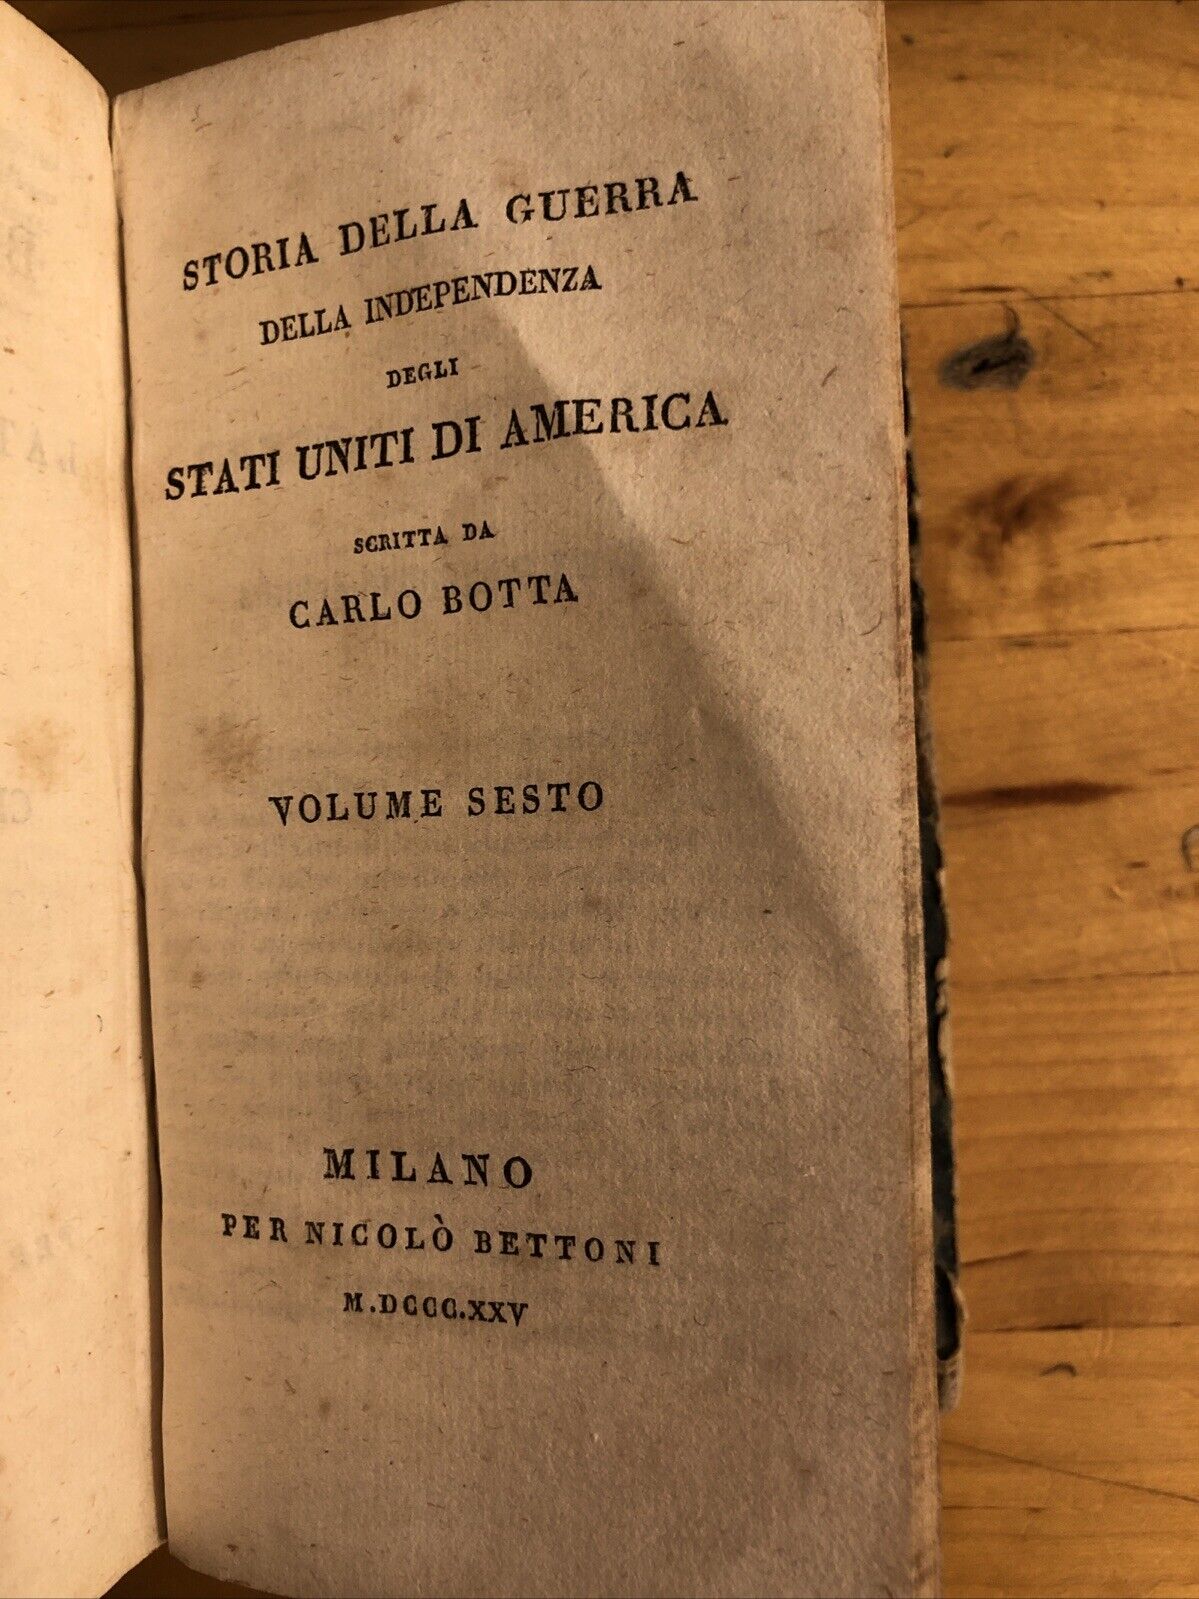 STORIA DELLA GUERRA
DELLA INDEPENDENZA
DEGLI
STATI UNITI DI AMERICA
SCRITTA DA
CARLO BOTTA
VOLUME SESTO
MILANO
PER NICOLÒ BETTONI
M.DCCC.XXV